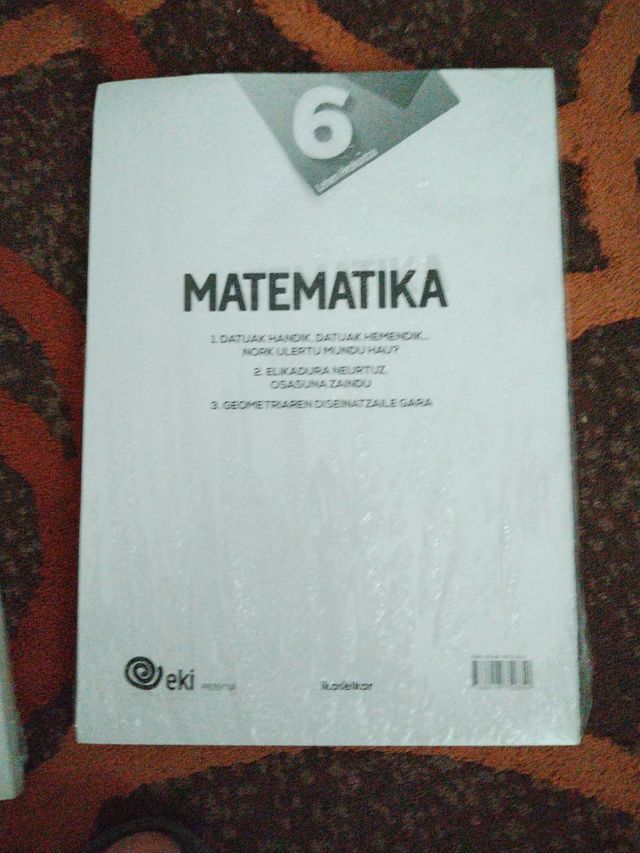 6
MATEMATIKA
1. DATUAK HANDIK, DATUAK HEMENDIK...
NORK ULERTU MUNDU HAU?
2. ELIKADURA NEURTUZ,
OSASUNA ZAINDU
3. GEOMETRIAREN DISEINATZAILE GARA
eki PROIEKTUA
ikaselkar